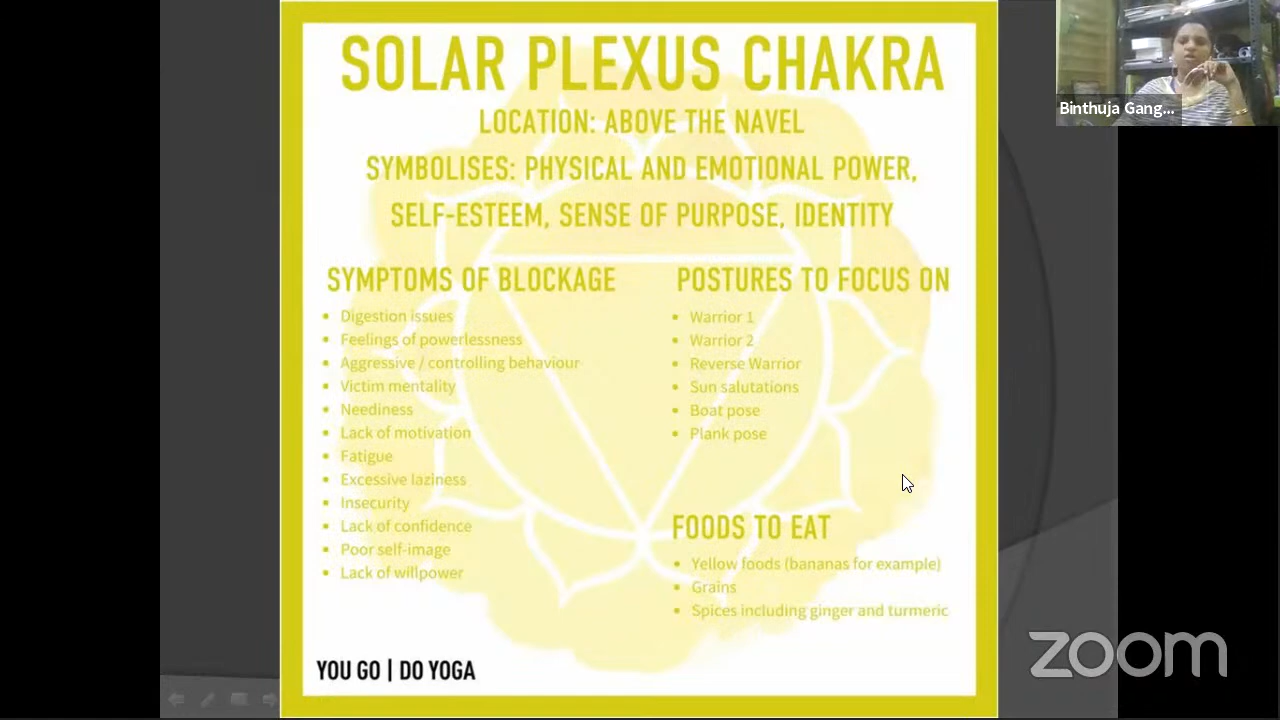 SOLAR PLEXUS CHAKRA
LOCATION: ABOVE THE NAVEL
SYMBOLISES: PHYSICAL AND EMOTIONAL POWER,
SELF-ESTEEM, SENSE OF PURPOSE, IDENTITY
SYMPTOMS OF BLOCKAGE
Digestion issues
Feelings of powerlessness
Aggressive / controlling behaviour
Victim mentality
Neediness
Lack of motivation
Fatigue
Excessive laziness
Insecurity
Lack of confidence
Poor self-image
Lack of willpower
POSTURES TO FOCUS ON
Warrior 1
Warrior 2
Reverse Warrior
Sun salutations
Boat pose
Plank pose
FOODS TO EAT
Yellow foods (bananas for example)
Grains
Spices including ginger and turmeric
YOU GO | DO YOGA
Binthuja Gang...
zoom